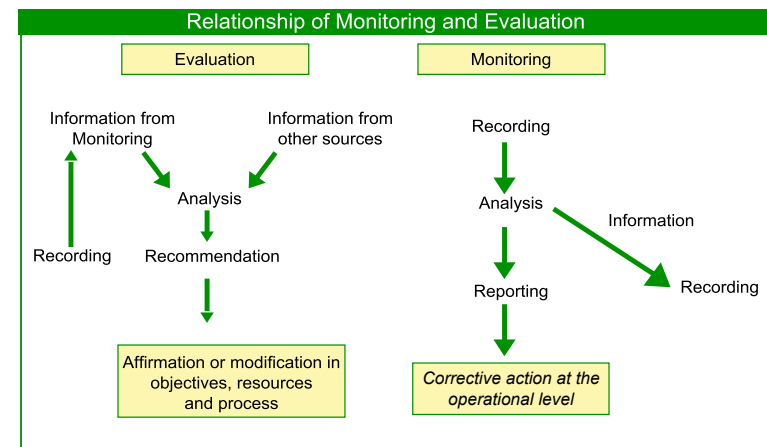 Relationship of Monitoring and Evaluation
Evaluation
Information from
Monitoring
Information from
other sources
Analysis
Recording
Recommendation
Affirmation or modification in
objectives, resources
and process
Monitoring
Recording
Analysis
Information
Recording
Reporting
Corrective action at the
operational level